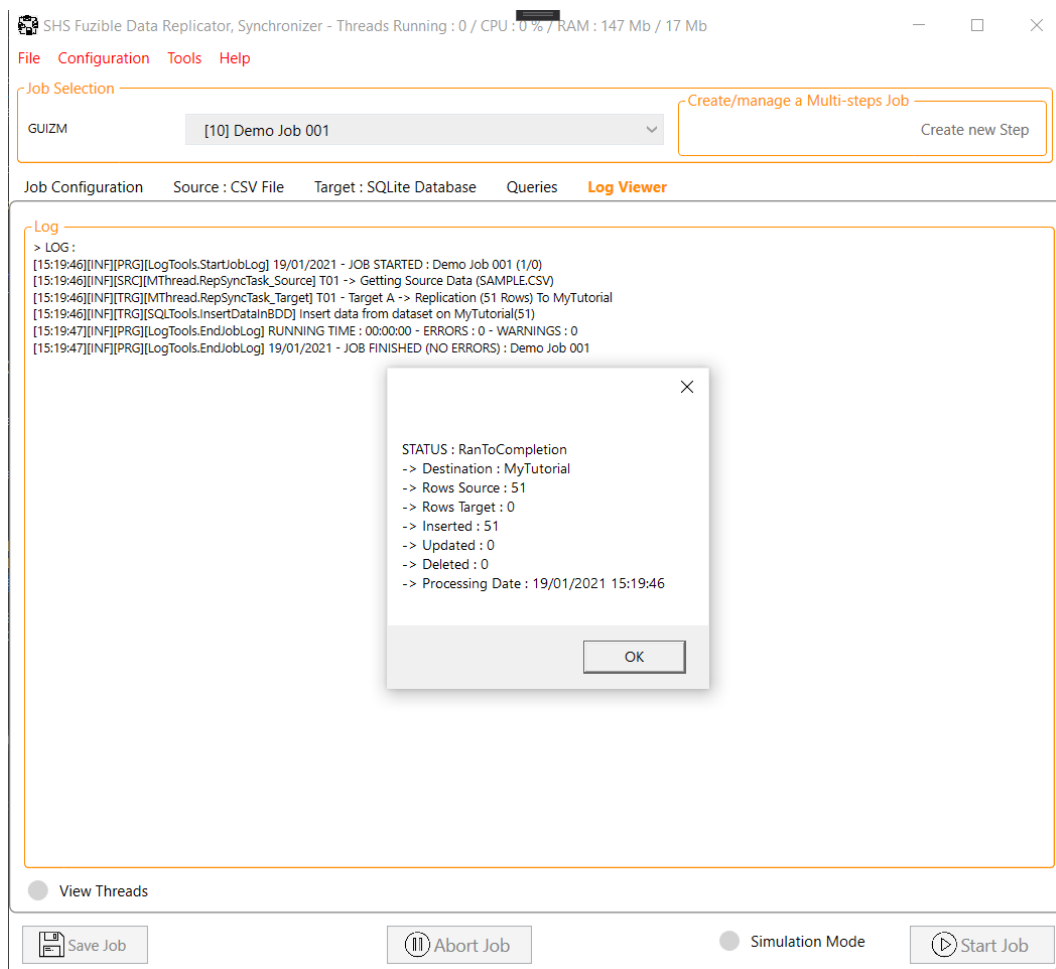 SHS Fuzible Data Replicator, Synchronizer - Threads Running : 0 / CPU : 0 % / RAM : 147 Mb / 17 Mb
File Configuration Tools Help
Job Selection
Create/manage a Multi-steps Job
GUIZM [10] Demo Job 001 Create new Step
Job Configuration Source : CSV File Target : SQLite Database Queries Log Viewer
Log
> LOG :
[15:19:46][INF][PRG][LogTools.StartJobLog] 19/01/2021 - JOB STARTED : Demo Job 001 (1/0)
[15:19:46][INF][SRC][MThread.RepSyncTask_Source] T01 -> Getting Source Data (SAMPLE.CSV)
[15:19:46][INF][TRG][MThread.RepSyncTask_Target] T01 - Target A -> Replication (51 Rows) To MyTutorial
[15:19:46][INF][TRG][SQLTools.InsertDataInBDD] Insert data from dataset on MyTutorial(51)
[15:19:47][INF][PRG][LogTools.EndJobLog] RUNNING TIME : 00:00:00 - ERRORS : 0 - WARNINGS : 0
[15:19:47][INF][PRG][LogTools.EndJobLog] 19/01/2021 - JOB FINISHED (NO ERRORS) : Demo Job 001
STATUS : RanToCompletion
-> Destination : MyTutorial
-> Rows Source : 51
-> Rows Target : 0
-> Inserted : 51
-> Updated : 0
-> Deleted : 0
-> Processing Date : 19/01/2021 15:19:46
OK
View Threads
Save Job Abort Job Simulation Mode Start Job